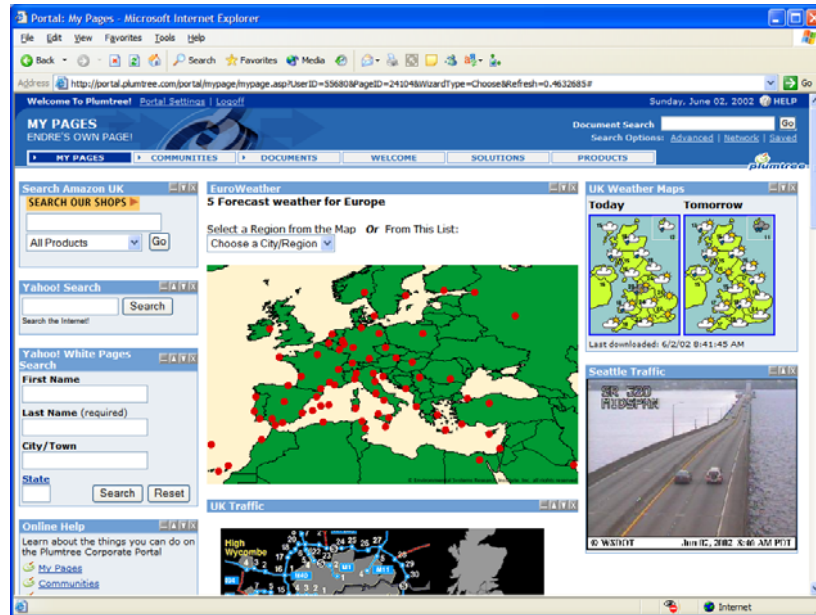 Portal: My Pages - Microsoft Internet Explorer
File Edit View Favorites Tools Help
Back Search Favorites Media
Address http://portal.plumtree.com/portal/mypage/mypage.asp?UserID=55680&PageID=24104&WizardType=Choose&Refresh=0.4632685# Go
Welcome To Plumtree! Portal Settings | Logoff Sunday, June 02, 2002 HELP
MY PAGES
ENDRE'S OWN PAGE!
Document Search Go
Search Options: Advanced | Network | Saved
MY PAGES COMMUNITIES DOCUMENTS WELCOME SOLUTIONS PRODUCTS
plumtree
Search Amazon UK
SEARCH OUR SHOPS
All Products Go
Yahoo! Search
Search
Search the Internet!
Yahoo! White Pages
Search
First Name
Last Name (required)
City/Town
State
Search Reset
Online Help
Learn about the things you can do on
the Plumtree Corporate Portal
My Pages
Communities
EuroWeather
5 Forecast weather for Europe
Select a Region from the Map Or From This List:
Choose a City/Region
UK Traffic
High
Wycombe
M40
M1
M11
UK Weather Maps
Today Tomorrow
Last downloaded: 6/2/02 8:41:45 AM
Seattle Traffic
SR 520
MIDSPAN
© WSDOT Jun 02, 2002 8:40 AM PDT
Internet